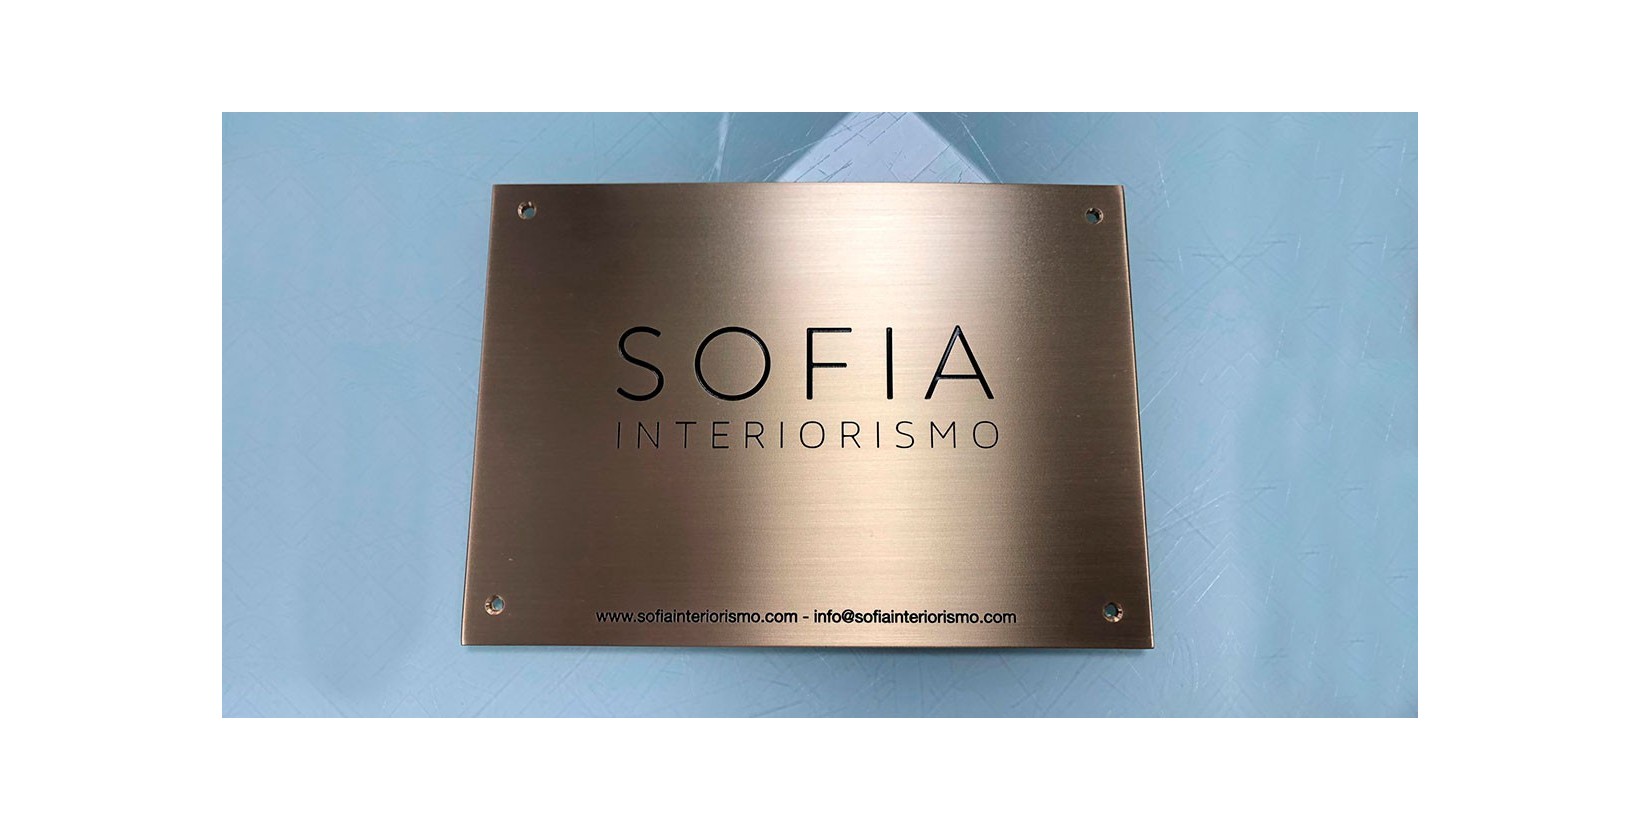 SOFIA
INTERIORISMO
www.sofiainteriorismo.com - info@sofiainteriorismo.com